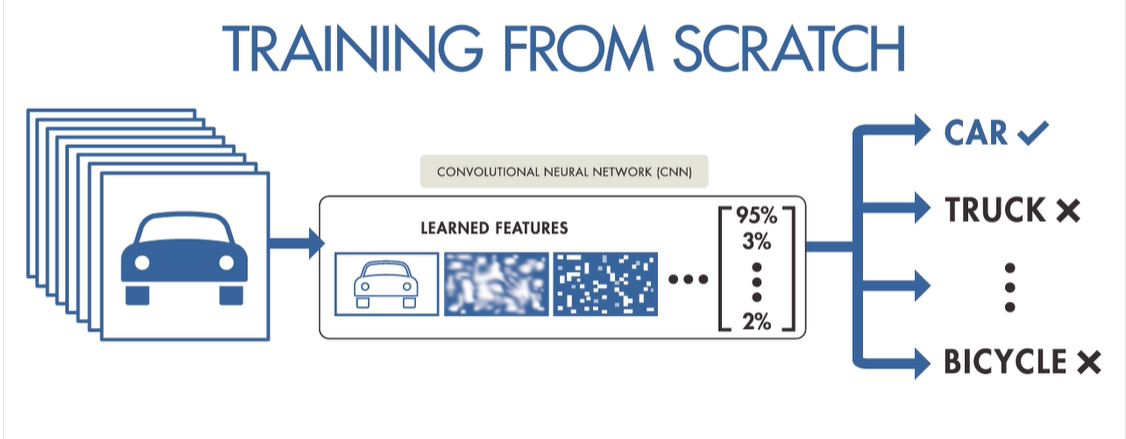 TRAINING FROM SCRATCH
CONVOLUTIONAL NEURAL NETWORK (CNN)
LEARNED FEATURES
95%
3%
2%
CAR
TRUCK
BICYCLE